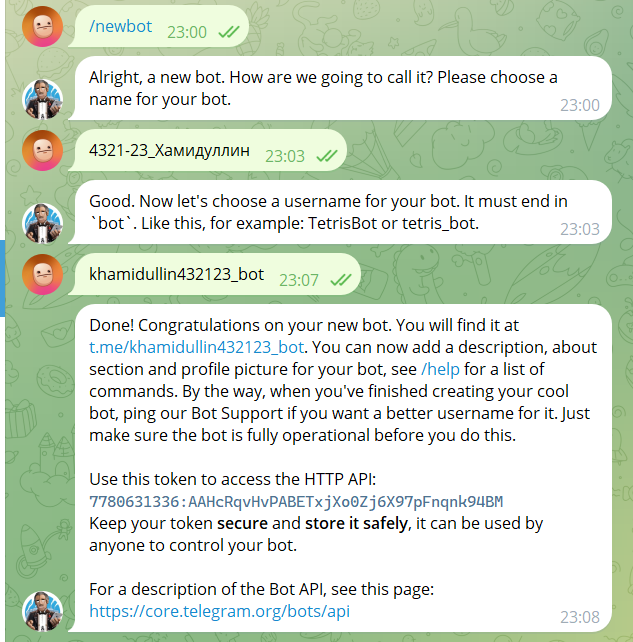 /newbot 23:00
Alright, a new bot. How are we going to call it? Please choose a
name for your bot. 23:00
4321-23_Хамидуллин 23:03
Good. Now let's choose a username for your bot. It must end in
`bot`. Like this, for example: TetrisBot or tetris_bot. 23:03
khamidullin432123_bot 23:07
Done! Congratulations on your new bot. You will find it at
t.me/khamidullin432123_bot. You can now add a description, about
section and profile picture for your bot, see /help for a list of
commands. By the way, when you've finished creating your cool
bot, ping our Bot Support if you want a better username for it. Just
make sure the bot is fully operational before you do this.
Use this token to access the HTTP API:
7780631336:AAHcRqvHvPABETxjXo0Zj6X97pFnqnk94BM
Keep your token secure and store it safely, it can be used by
anyone to control your bot.
For a description of the Bot API, see this page:
https://core.telegram.org/bots/api 23:08